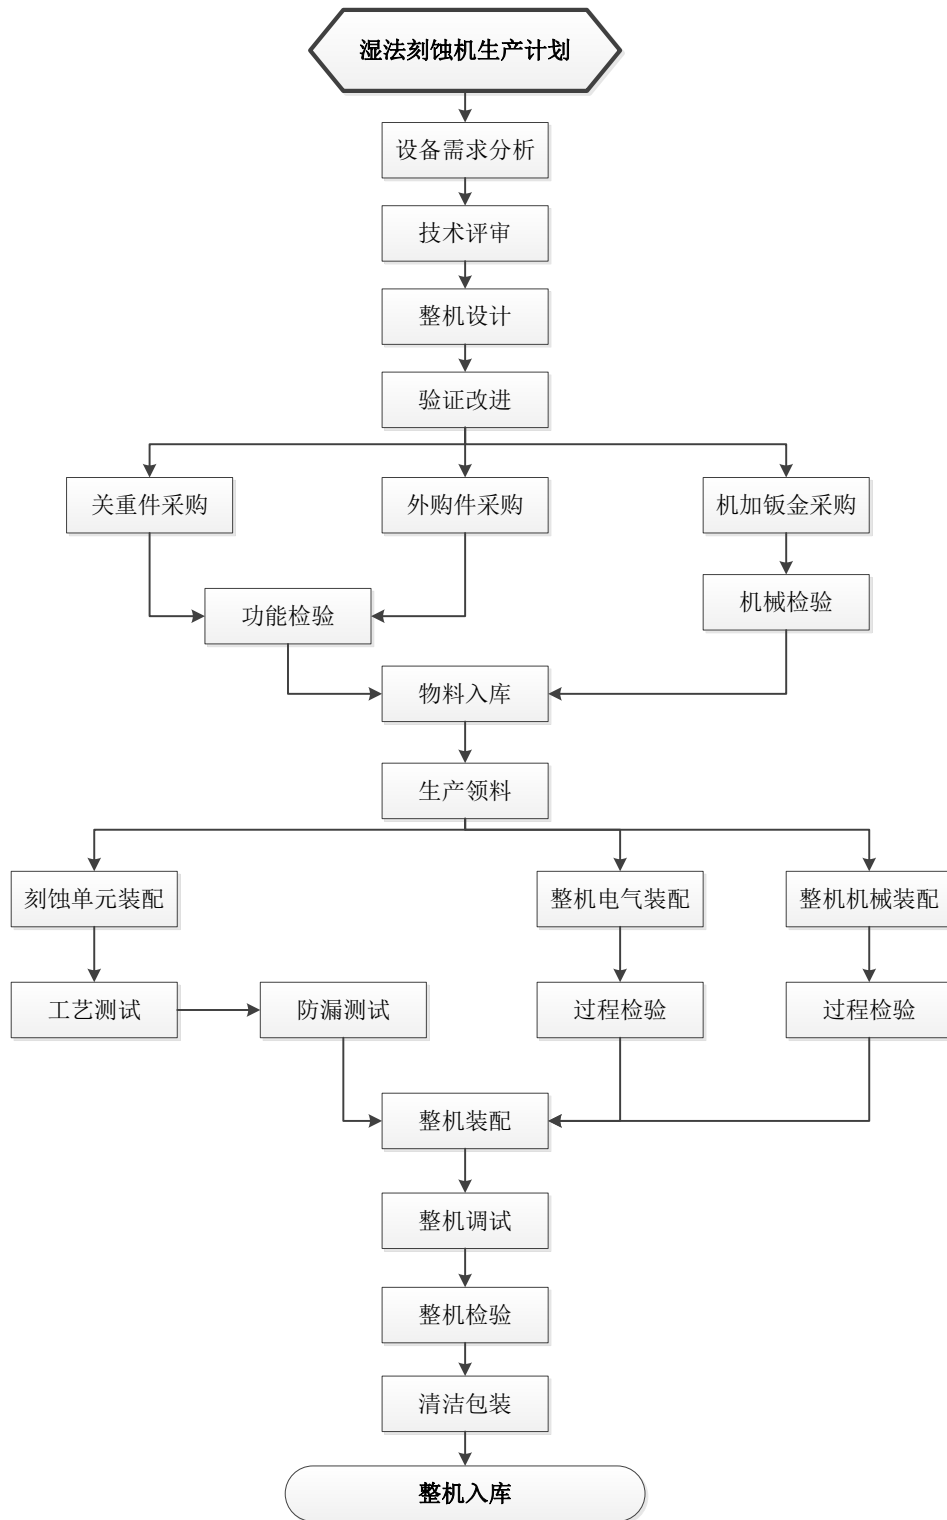 湿法刻蚀机生产计划
设备需求分析
技术评审
整机设计
验证改进
关重件采购
外购件采购
机加钣金采购
功能检验
机械检验
物料入库
生产领料
刻蚀单元装配
整机电气装配
整机机械装配
工艺测试
防漏测试
过程检验
过程检验
整机装配
整机调试
整机检验
清洁包装
整机入库